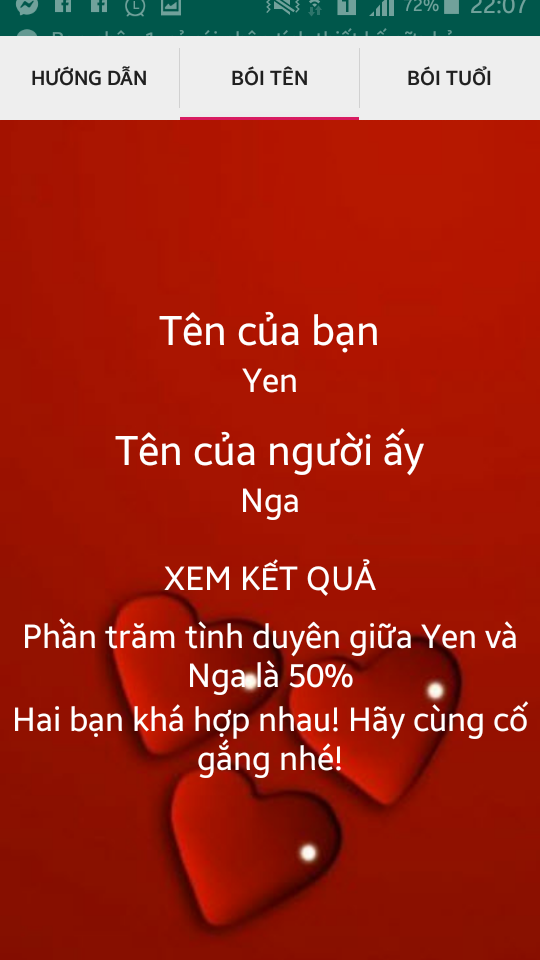 72% 22:07
HƯỚNG DẪN BÓI TÊN BÓI TUỔI
Tên của bạn
Yen
Tên của người ấy
Nga
XEM KẾT QUẢ
Phần trăm tình duyên giữa Yen và
Nga là 50%
Hai bạn khá hợp nhau! Hãy cùng cố
gắng nhé!